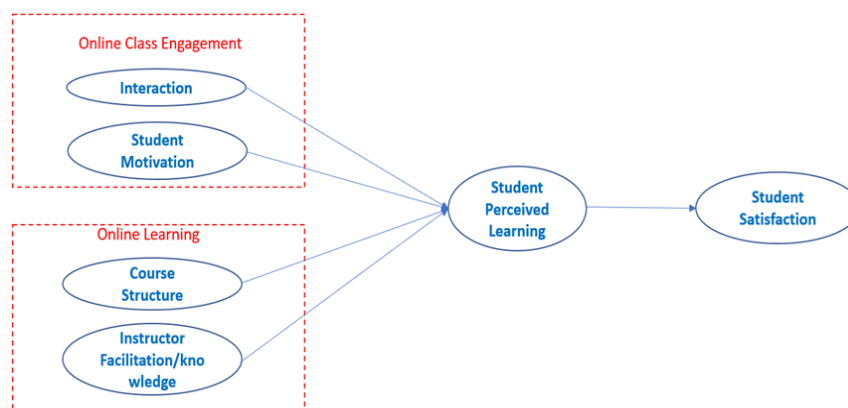 Online Class Engagement
Interaction
Student
Motivation
Online Learning
Course
Structure
Instructor
Facilitation/kno
wledge
Student
Perceived
Learning
Student
Satisfaction